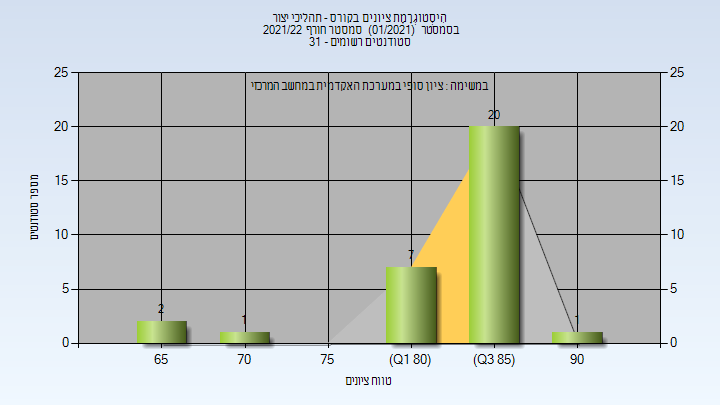 היסטוגרמת ציונים בקורס - תהליכי יצור
בסמסטר (01/2021) סמסטר חורף 2021/22
סטודנטים רשומים - 31
במשימה : ציון סופי במערכת האקדמית במחשב המרכזי
25 25
20 20
15 15
10 10
5 5
0 0
2 1 7 20 1
65 70 75 (Q1 80) (Q3 85) 90
מספר סטודנטים
טווח ציונים